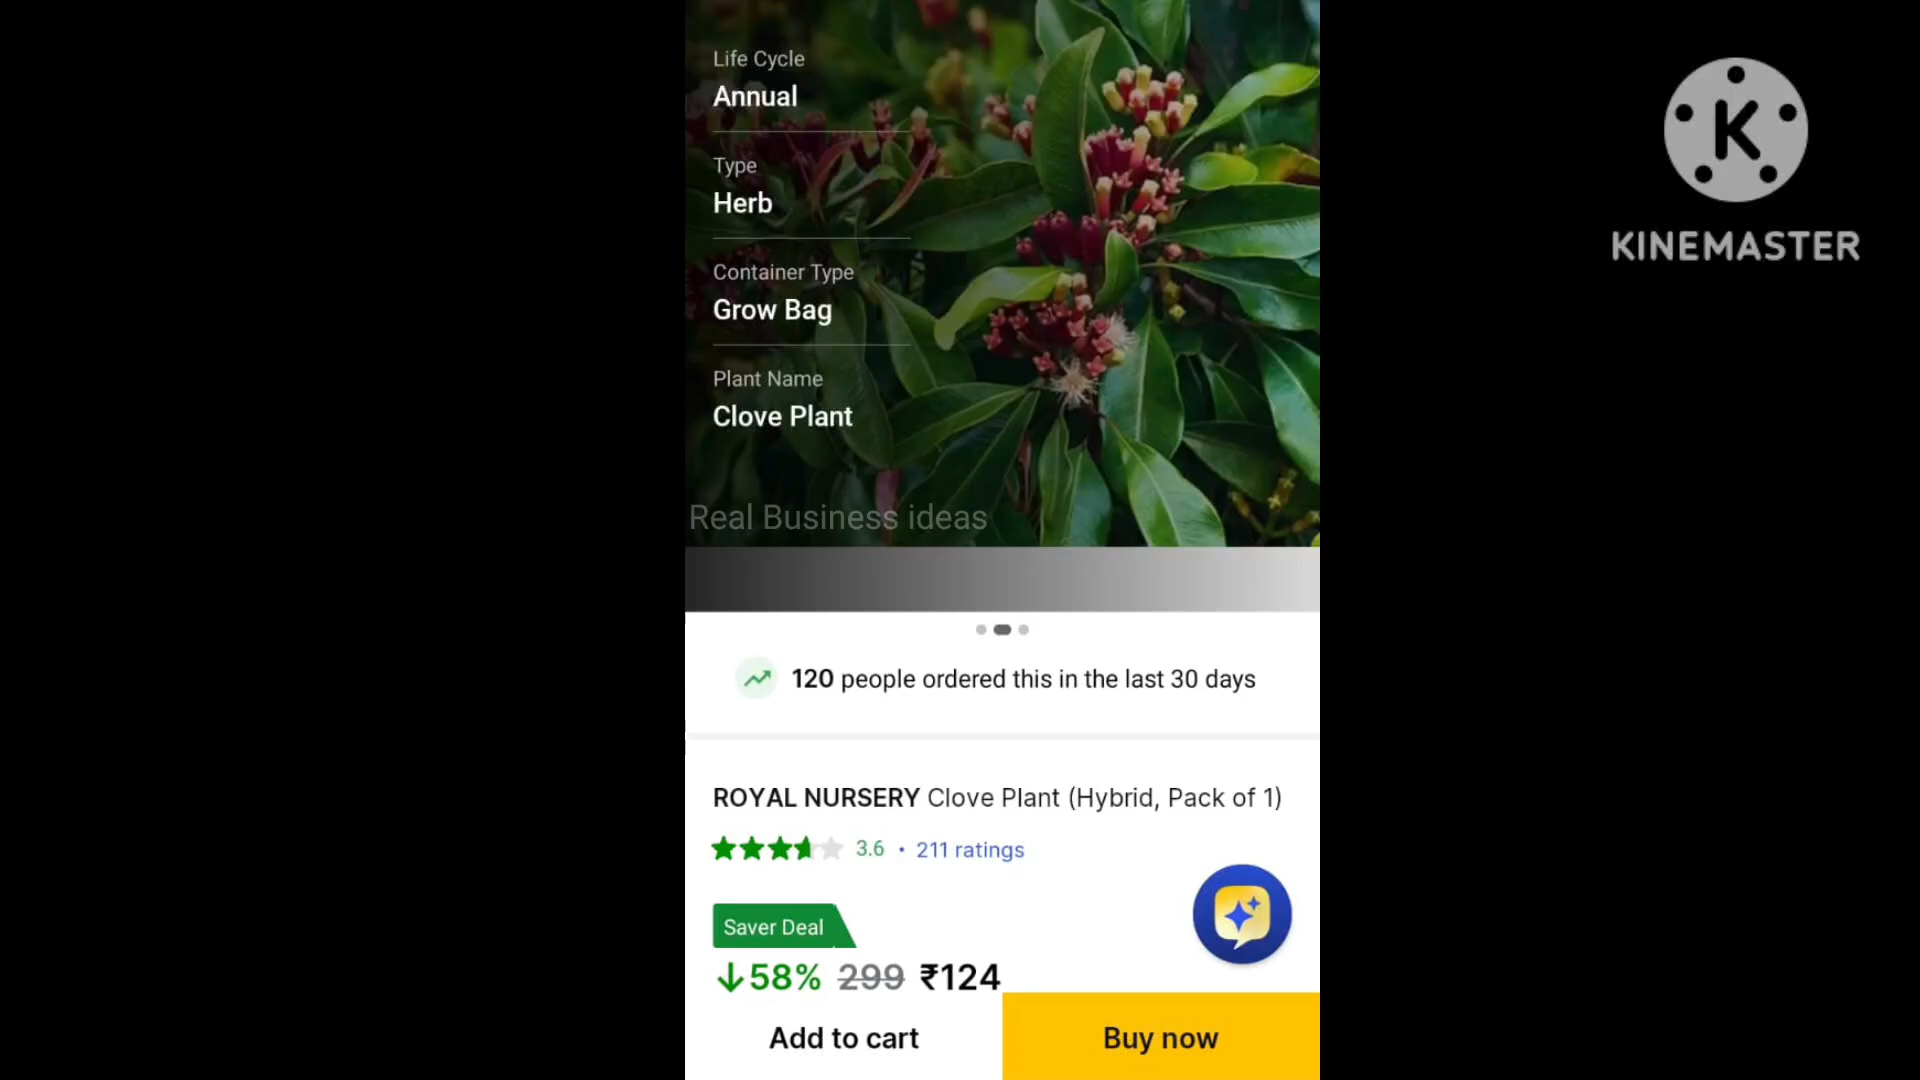 Life Cycle
Annual
Type
Herb
Container Type
Grow Bag
Plant Name
Clove Plant
Real Business ideas
120 people ordered this in the last 30 days
ROYAL NURSERY Clove Plant (Hybrid, Pack of 1)
3.6 • 211 ratings
Saver Deal
↓58% 299 ₹124
Add to cart
Buy now
K
KINEMASTER